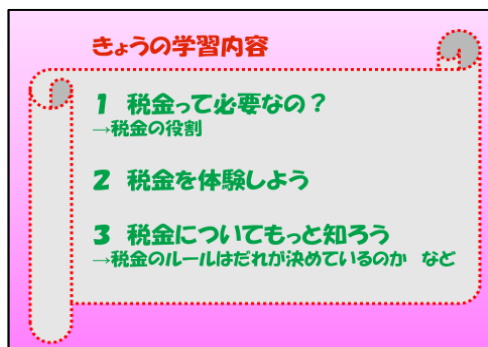 きょうの学習内容
1 税金って必要なの？
→税金の役割
2 税金を体験しよう
3 税金についてもっと知ろう
→税金のルールはだれが決めているのか　など